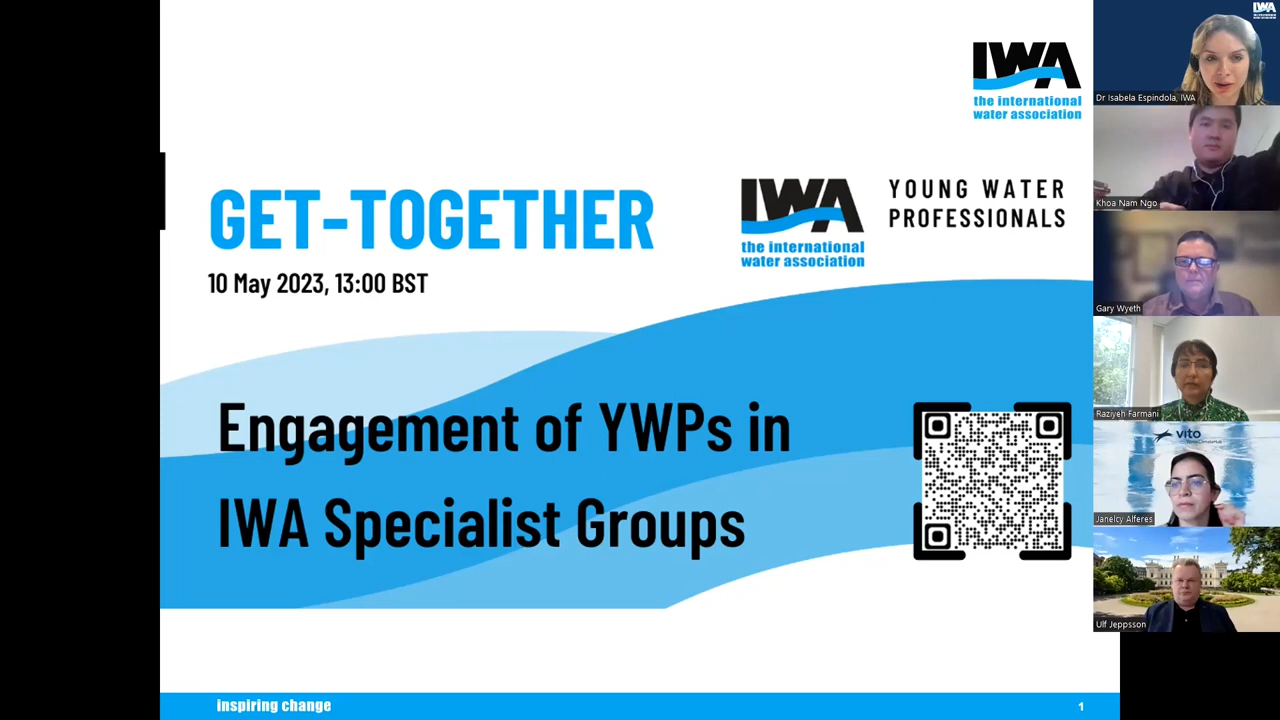 IWA
the international
water association
GET-TOGETHER
10 May 2023, 13:00 BST
IWA
the international
water association
YOUNG WATER
PROFESSIONALS
Engagement of YWPs in
IWA Specialist Groups
inspiring change
1
IWA
Dr Isabela Espindola, IWA
Khoa Nam Ngo
Gary Wyeth
Raziyeh Farmani
vito
Janelcy Alferes
Ulf Jeppsson